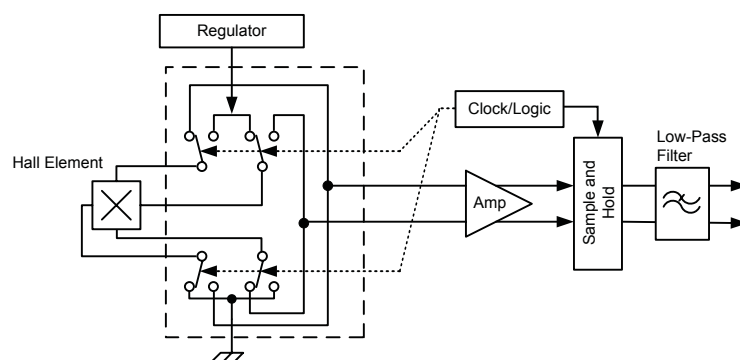 Regulator
Clock/Logic
Hall Element
Low-Pass
Filter
Amp
Sample and
Hold